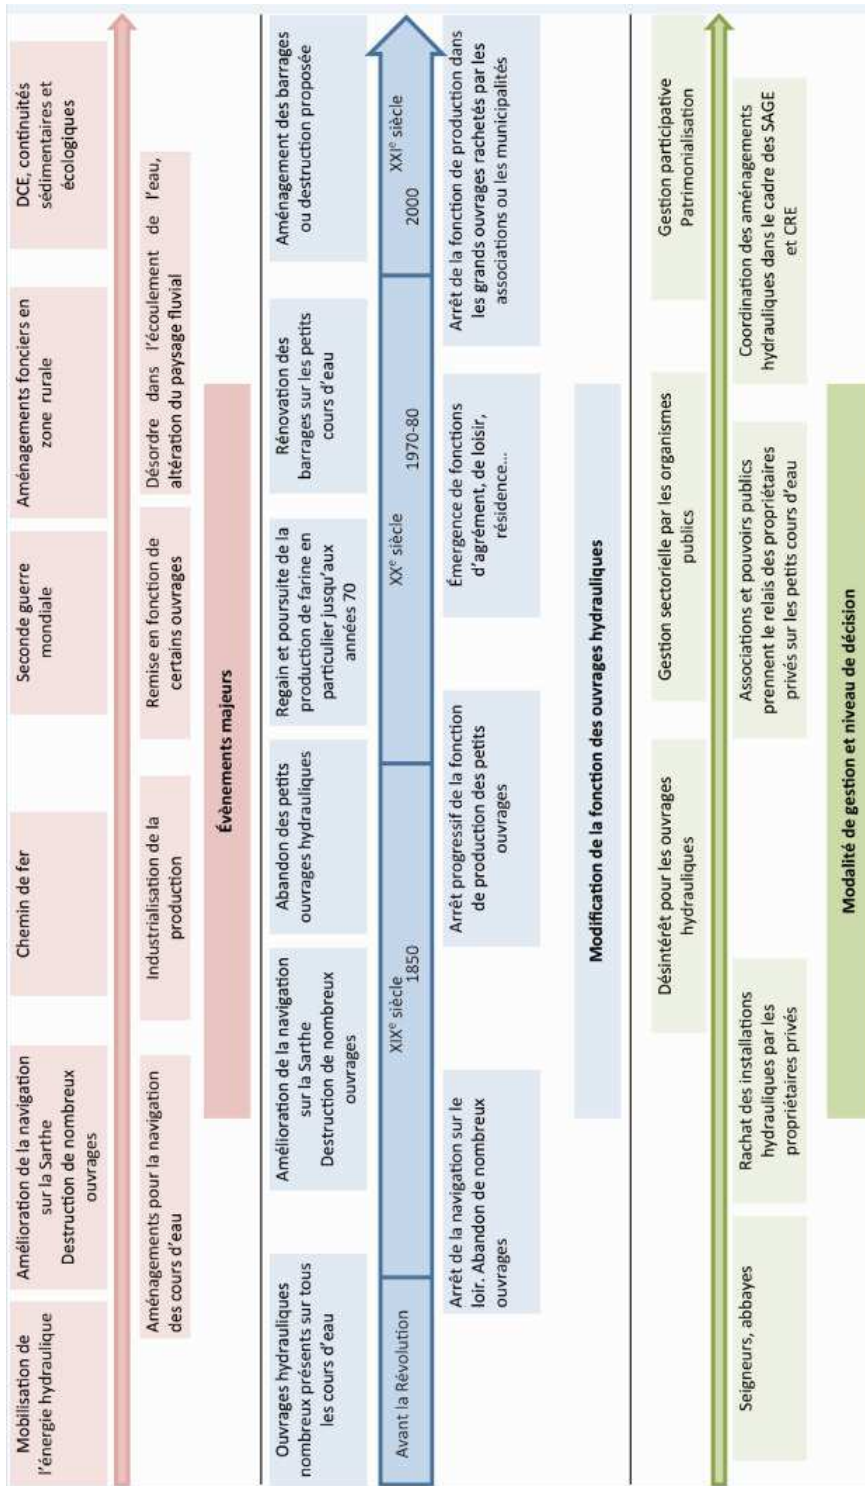 Mobilisation de
l'énergie hydraulique
Amélioration de la navigation
sur la Sarthe
Destruction de nombreux
ouvrages
Chemin de fer
Seconde guerre
mondiale
Aménagements fonciers en
zone rurale
DCE, continuités
sédimentaires et
écologiques
Aménagements pour la navigation
des cours d'eau
Industrialisation de la
production
Remise en fonction de
certains ouvrages
Désordre dans l'écoulement de l'eau,
altération du paysage fluvial
Évènements majeurs
Ouvrages hydrauliques
nombreux présents sur tous
les cours d'eau
Amélioration de la navigation
sur la Sarthe
Destruction de nombreux
ouvrages
Abandon des petits
ouvrages hydrauliques
Regain et poursuite de la
production de farine en
particulier jusqu'aux
années 70
Rénovation des
barrages sur les petits
cours d'eau
Aménagement des barrages
ou destruction proposée
Avant la Révolution
XIXe siècle
1850
XXe siècle
1970-80
XXIe siècle
2000
Arrêt de la navigation sur le
loir. Abandon de nombreux
ouvrages
Arrêt progressif de la fonction
de production des petits
ouvrages
Émergence de fonctions
d'agrément, de loisir,
résidence...
Arrêt de la fonction de production dans
les grands ouvrages rachetés par les
associations ou les municipalités
Modification de la fonction des ouvrages hydrauliques
Désintérêt pour les ouvrages
hydrauliques
Gestion sectorielle par les organismes
publics
Gestion participative
Patrimonialisation
Seigneurs, abbayes
Rachat des installations
hydrauliques par les
propriétaires privés
Associations et pouvoirs publics
prennent le relais des propriétaires
privés sur les petits cours d'eau
Coordination des aménagements
hydrauliques dans le cadre des SAGE
et CRE
Modalité de gestion et niveau de décision